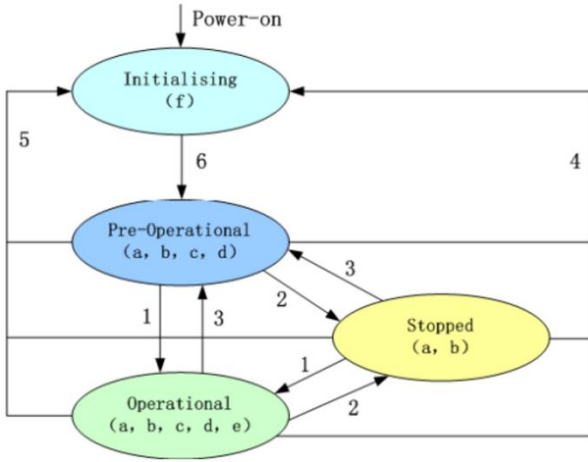 Power-on
Initialising
(f)
5
6
4
Pre-Operational
(a, b, c, d)
3
2
1
3
Stopped
(a, b)
1
Operational
(a, b, c, d, e)
2